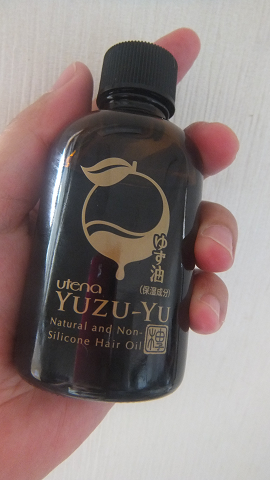 ゆず油
(保湿成分)
utena
YUZU-YU
Natural and Non-
Silicone Hair Oil